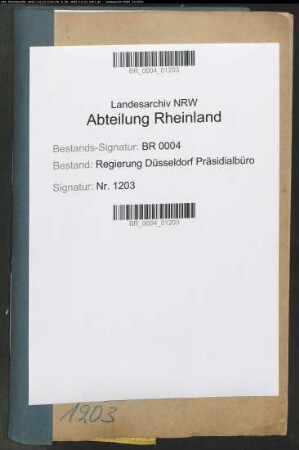 BR_0004_01203
Landesarchiv NRW
Abteilung Rheinland
Bestands-Signatur: BR 0004
Bestand: Regierung Düsseldorf Präsidialbüro
Signatur: Nr. 1203
BR_0004_01203
1203